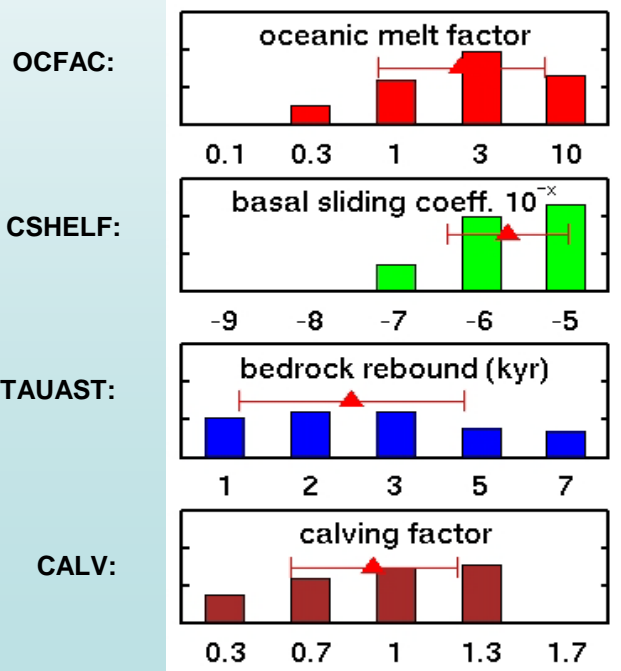 OCFAC:
oceanic melt factor
0.1 0.3 1 3 10
CSHELF:
basal sliding coeff. 10⁻ˣ
-9 -8 -7 -6 -5
TAUAST:
bedrock rebound (kyr)
1 2 3 5 7
CALV:
calving factor
0.3 0.7 1 1.3 1.7